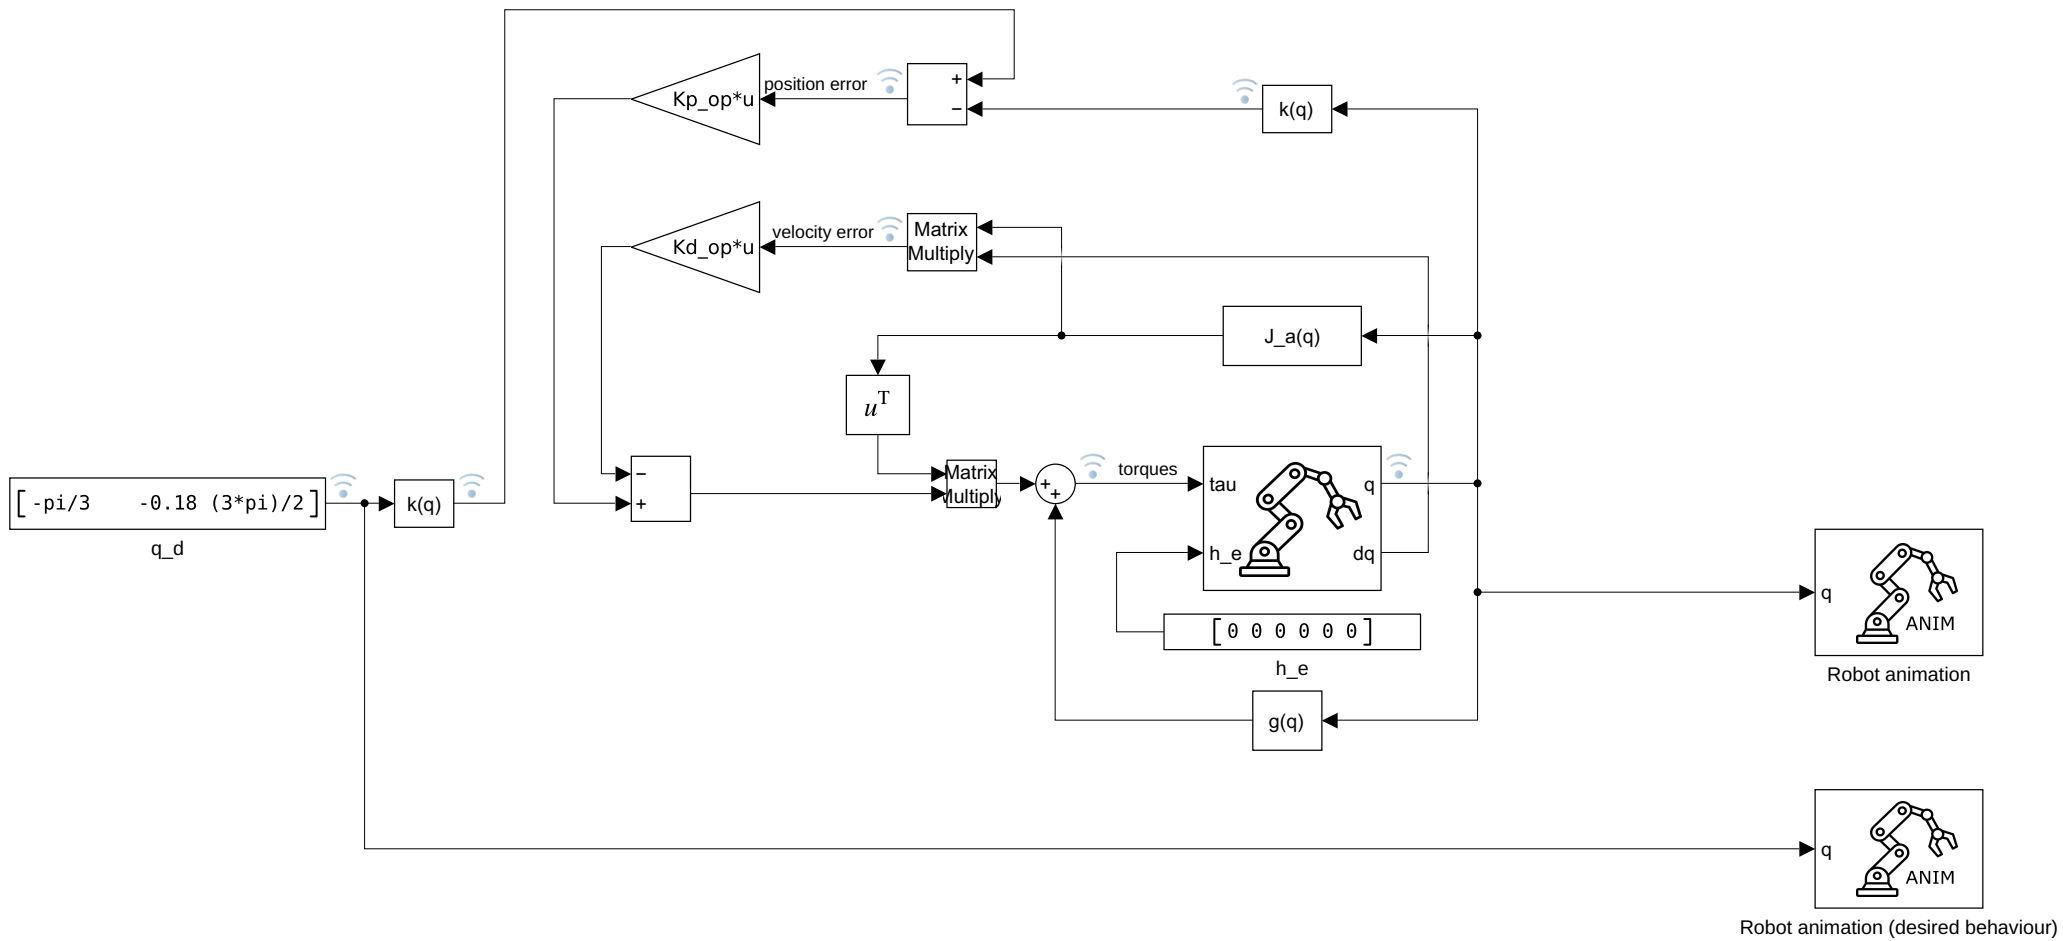 +
position error
Kp_op*u
−
k(q)
Matrix
Multiply
velocity error
Kd_op*u
J_a(q)
u^T
−
+
Matrix
Multiply
+
+
torques
tau
q
h_e
dq
[-pi/3 -0.18 (3*pi)/2]
q_d
k(q)
[0 0 0 0 0 0]
h_e
g(q)
q
ANIM
Robot animation
q
ANIM
Robot animation (desired behaviour)